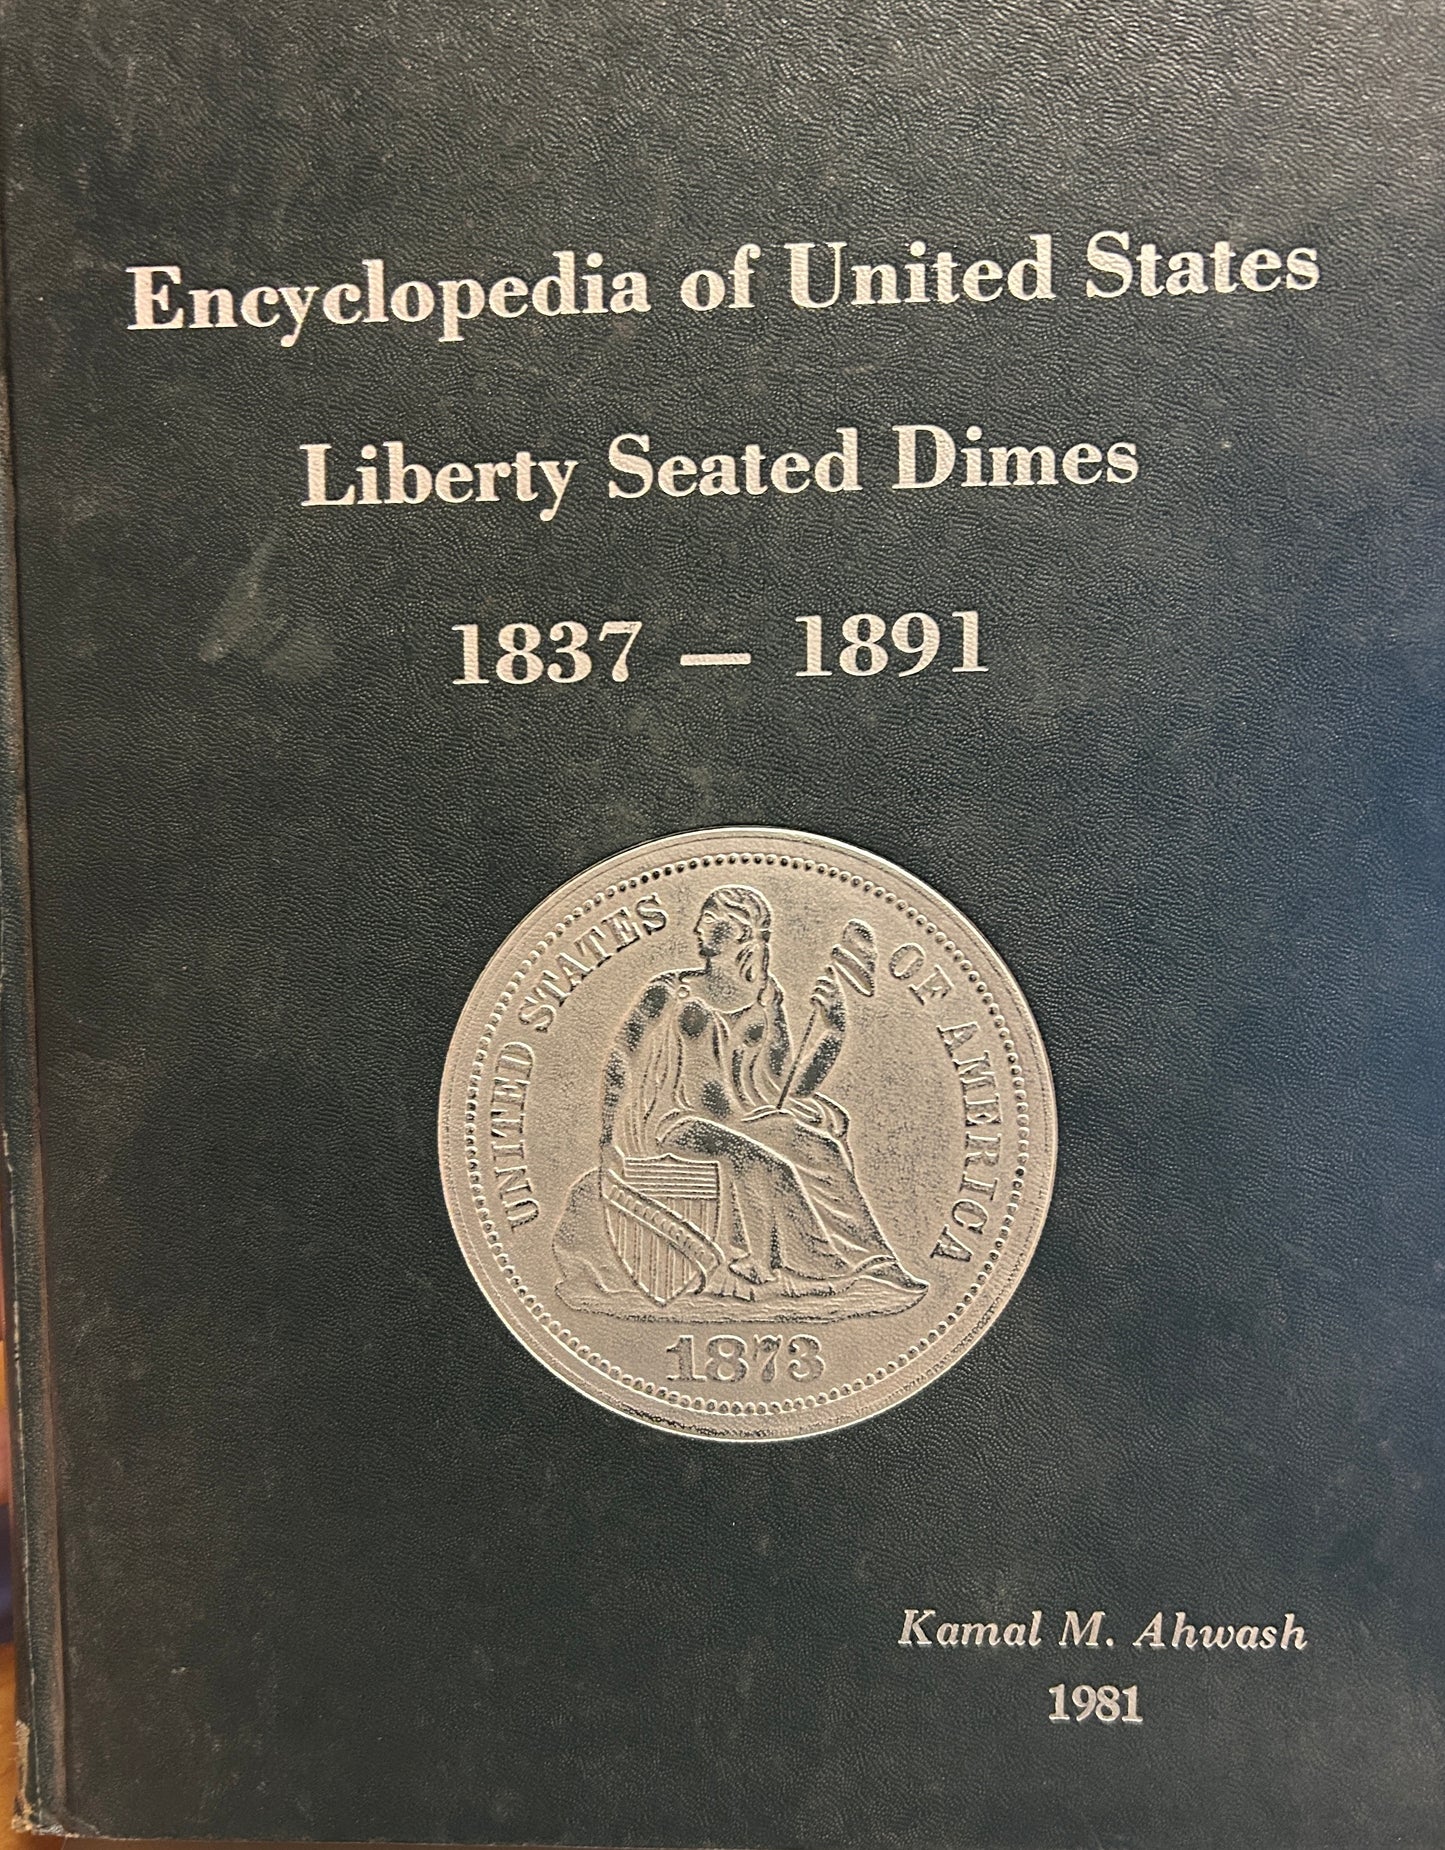 Encyclopedia of United States
Liberty Seated Dimes
1837 — 1891
UNITED STATES OF AMERICA
1873
Kamal M. Ahwash
1981